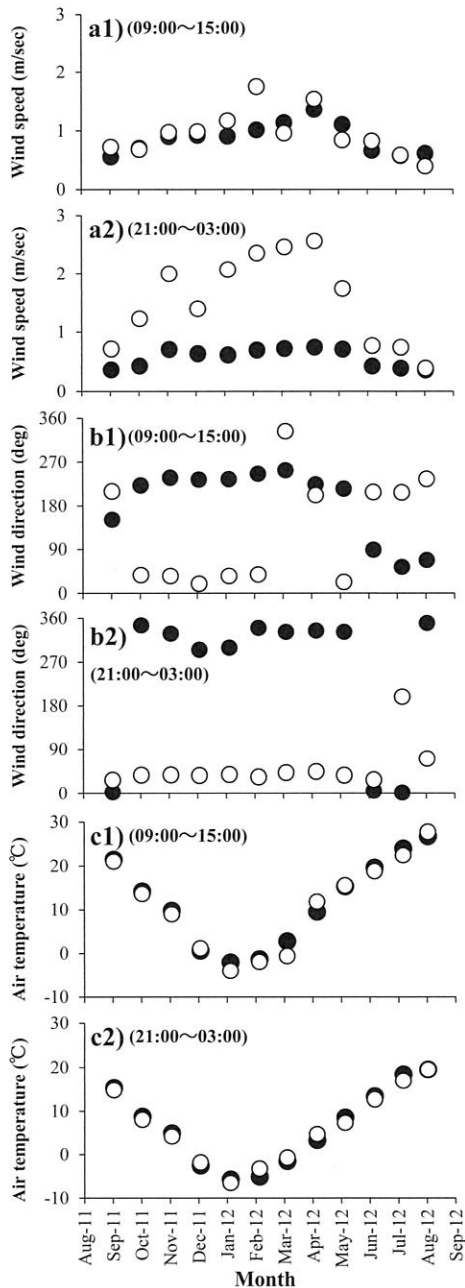 a1) (09:00～15:00)
Wind speed (m/sec)
3
2
1
0
a2) (21:00～03:00)
Wind speed (m/sec)
3
2
1
0
b1) (09:00～15:00)
Wind direction (deg)
360
270
180
90
0
b2)
(21:00～03:00)
Wind direction (deg)
360
270
180
90
0
c1) (09:00～15:00)
Air temperature (℃)
30
20
10
0
-10
c2) (21:00～03:00)
Air temperature (℃)
30
20
10
0
-10
Aug-11
Sep-11
Oct-11
Nov-11
Dec-11
Jan-12
Feb-12
Mar-12
Apr-12
May-12
Jun-12
Jul-12
Aug-12
Sep-12
Month